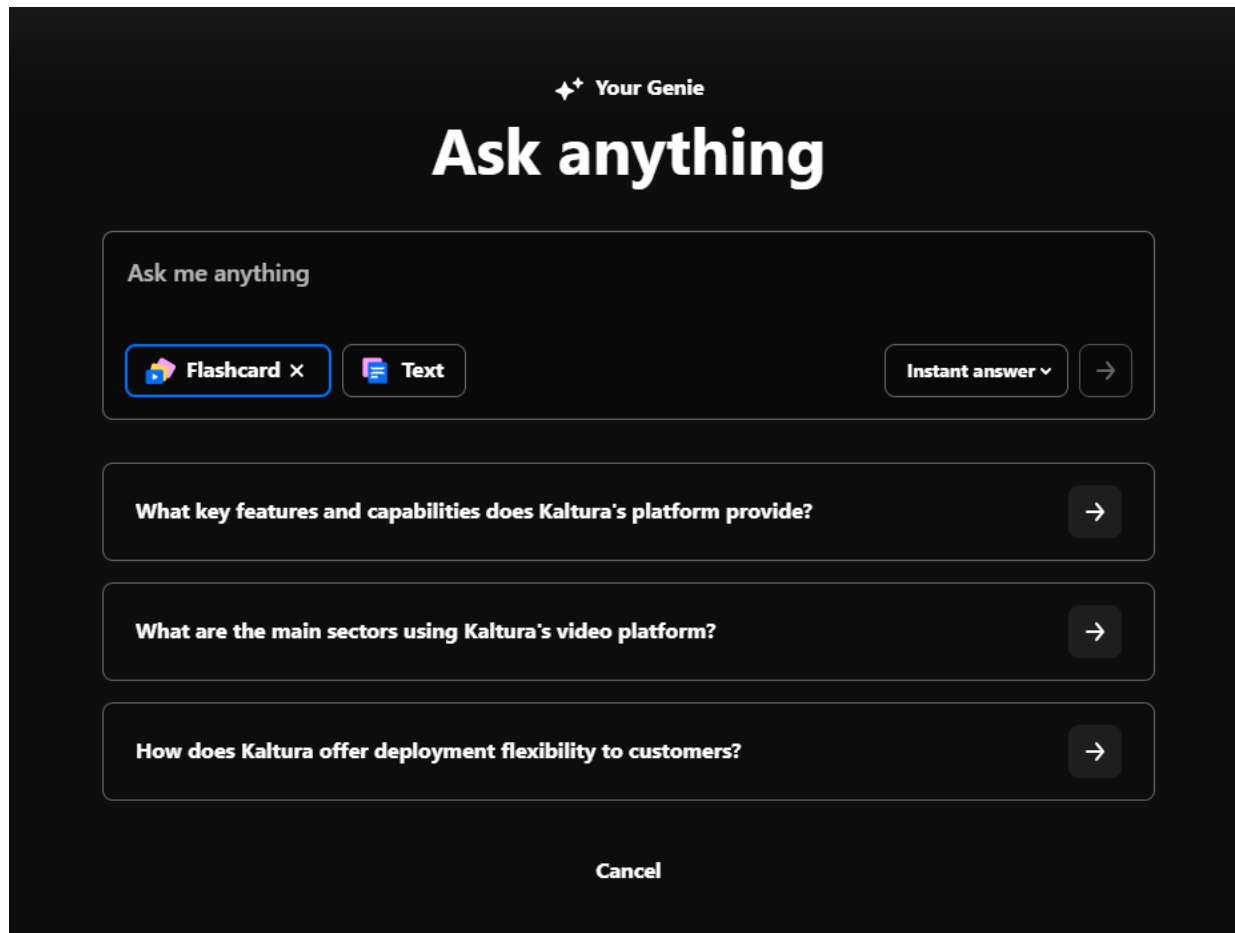 Your Genie
Ask anything
Ask me anything
Flashcard ×
Text
Instant answer
What key features and capabilities does Kaltura's platform provide?
What are the main sectors using Kaltura's video platform?
How does Kaltura offer deployment flexibility to customers?
Cancel